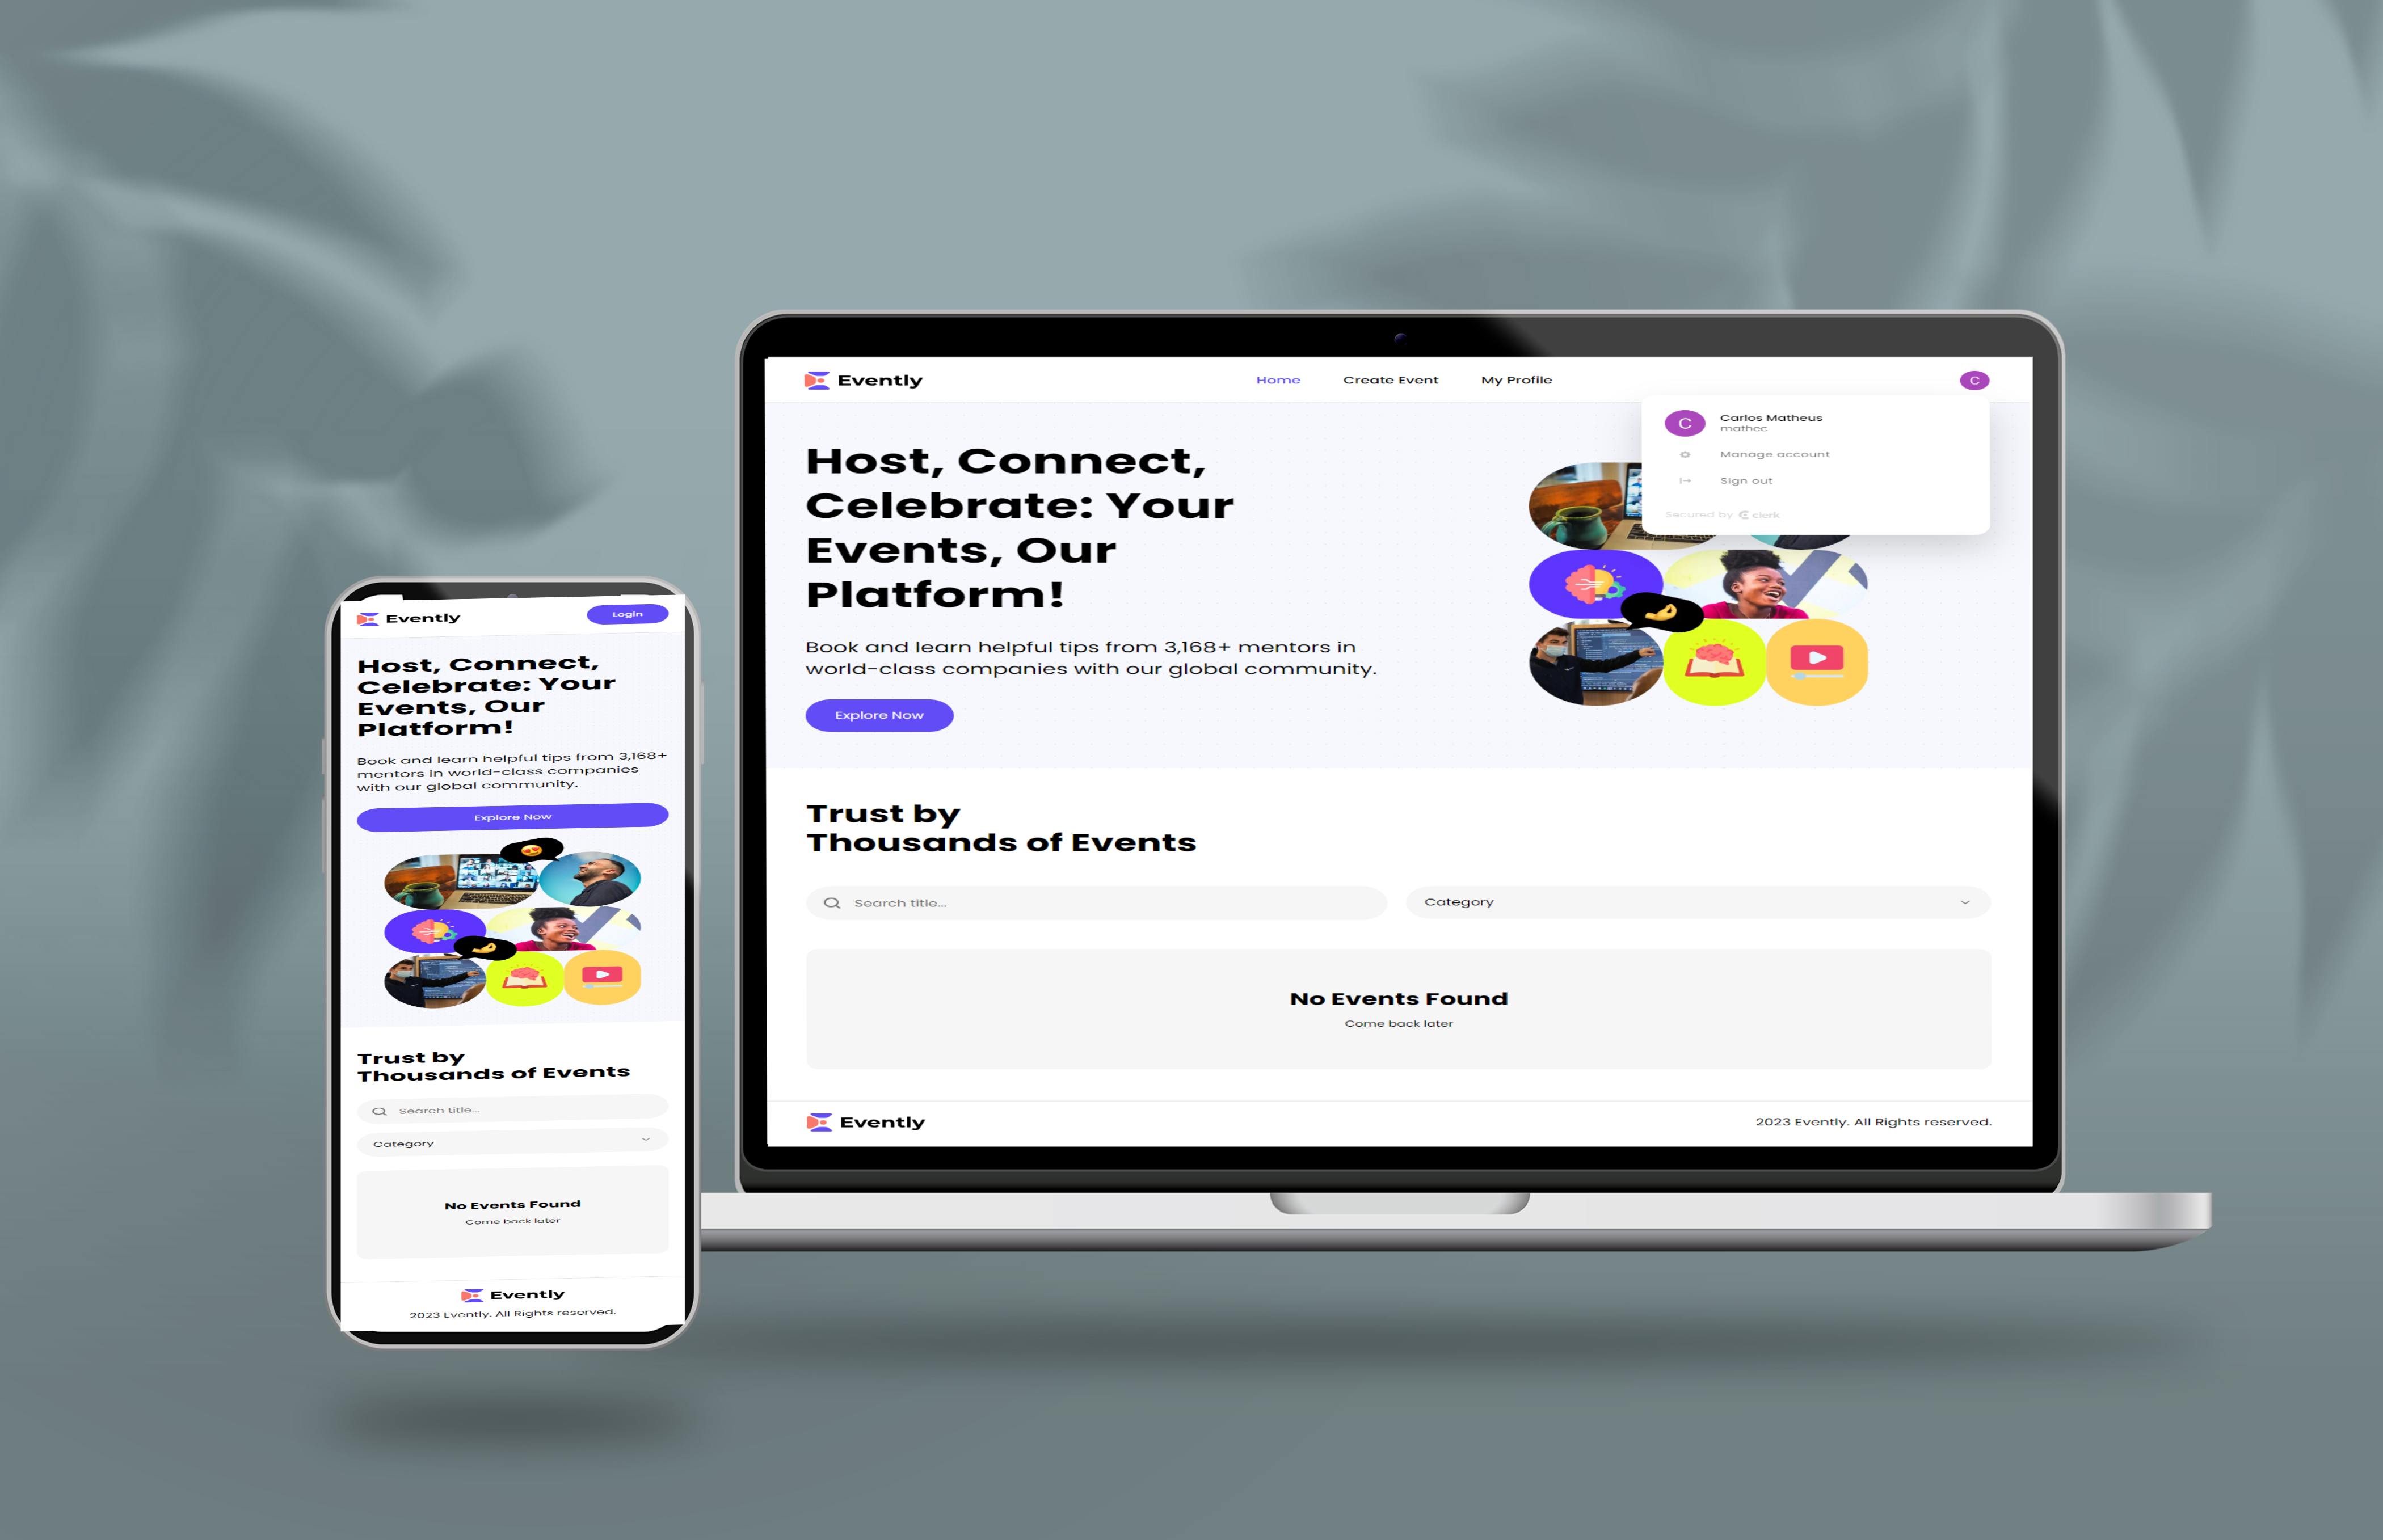 Evently
Login
Host, Connect,
Celebrate: Your
Events, Our
Platform!
Book and learn helpful tips from 3,168+
mentors in world-class companies
with our global community.
Explore Now
Trust by
Thousands of Events
Search title...
Category
No Events Found
Come back later
Evently
2023 Evently. All Rights reserved.
Evently
Home
Create Event
My Profile
C
C
Carlos Matheus
mathec
Manage account
Sign out
Secured by clerk
Host, Connect,
Celebrate: Your
Events, Our
Platform!
Book and learn helpful tips from 3,168+ mentors in
world-class companies with our global community.
Explore Now
Trust by
Thousands of Events
Search title...
Category
No Events Found
Come back later
Evently
2023 Evently. All Rights reserved.